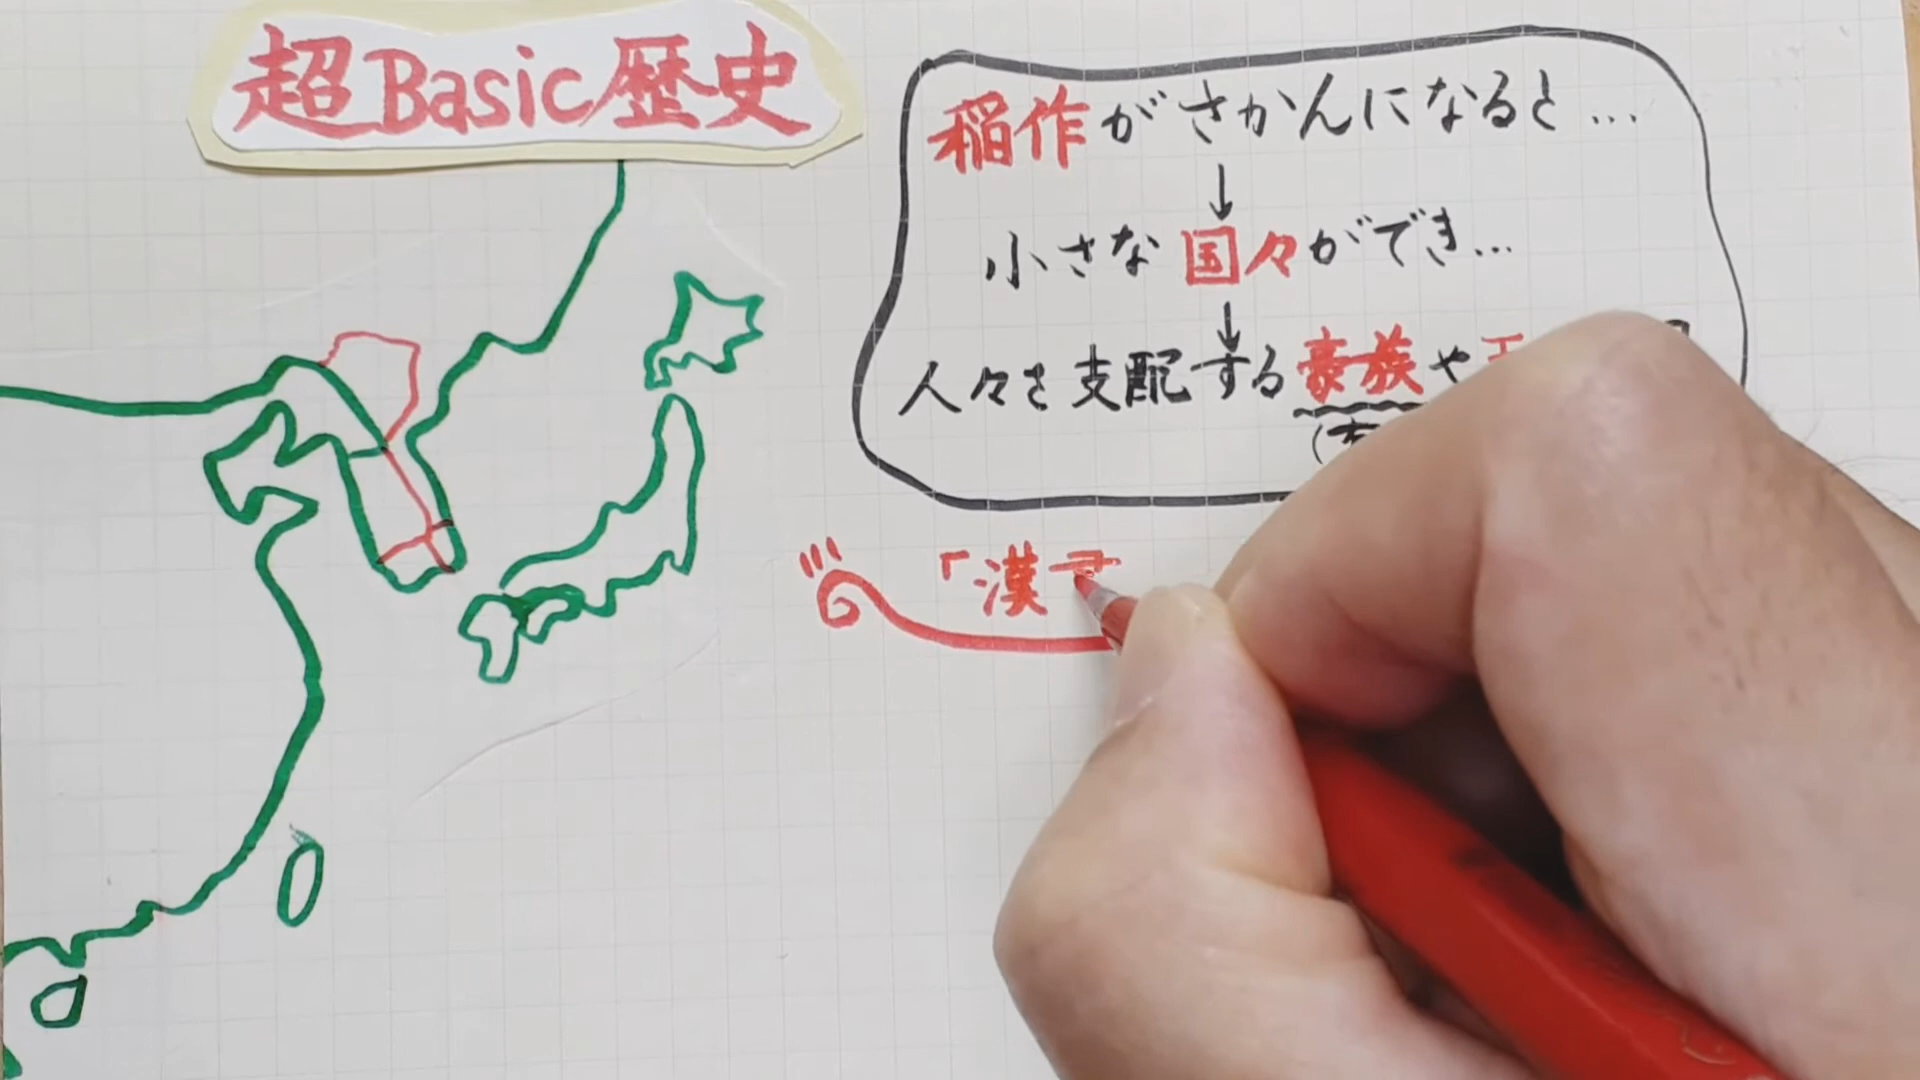 超Basic歴史
稲作がさかんになると…
↓
小さな国々ができ…
↓
人々を支配する豪族や
「漢